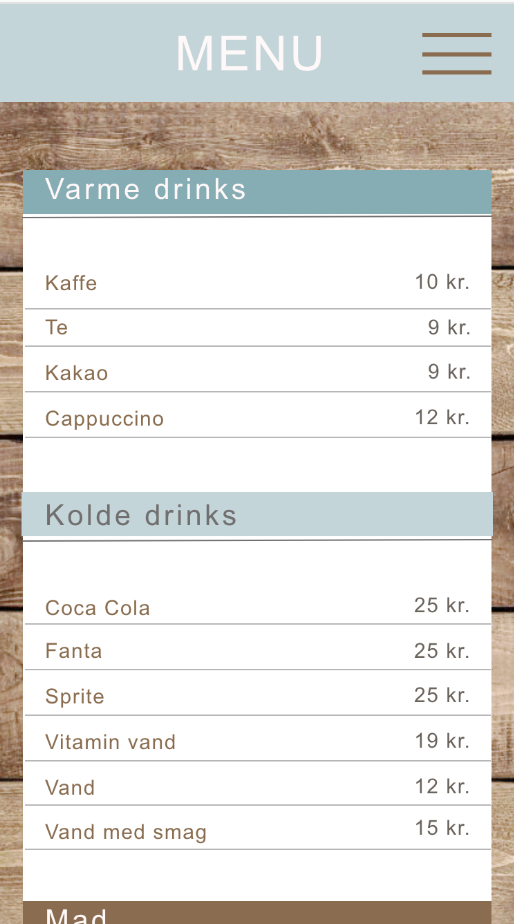 MENU
Varme drinks
Kaffe 10 kr.
Te 9 kr.
Kakao 9 kr.
Cappuccino 12 kr.
Kolde drinks
Coca Cola 25 kr.
Fanta 25 kr.
Sprite 25 kr.
Vitamin vand 19 kr.
Vand 12 kr.
Vand med smag 15 kr.
Mad